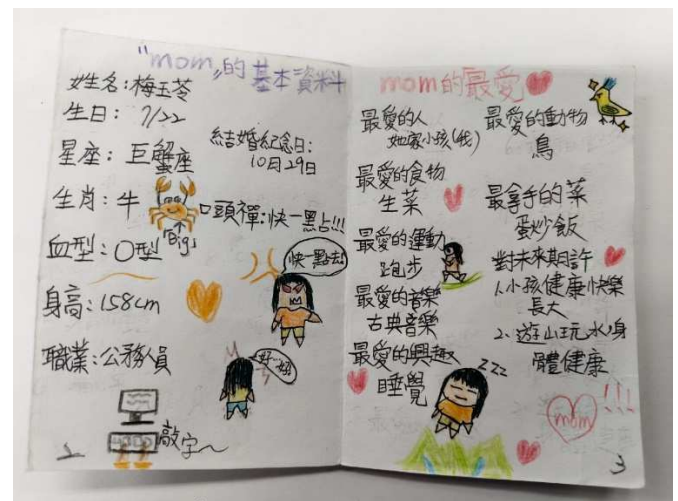 "mom"的基本資料
姓名:梅玉苓
生日: 7/22
結婚紀念日:
10月29日
星座: 巨蟹座
生肖: 牛
「Big」
口頭禪:快一點!!!
血型: O型
快一點去!
身高: 158cm
職業:公務員
敲字~
2
mom的最愛
最愛的人
她家小孩(我)
最愛的食物
生菜
最愛的運動
跑步
最愛的音樂
古典音樂
最愛的興趣
睡覺
zzz
最愛的動物
鳥
最拿手的菜
蛋炒飯
對未來期許
1.小孩健康快樂
長大
2.遊山玩水,身
體健康
mom!!!
3